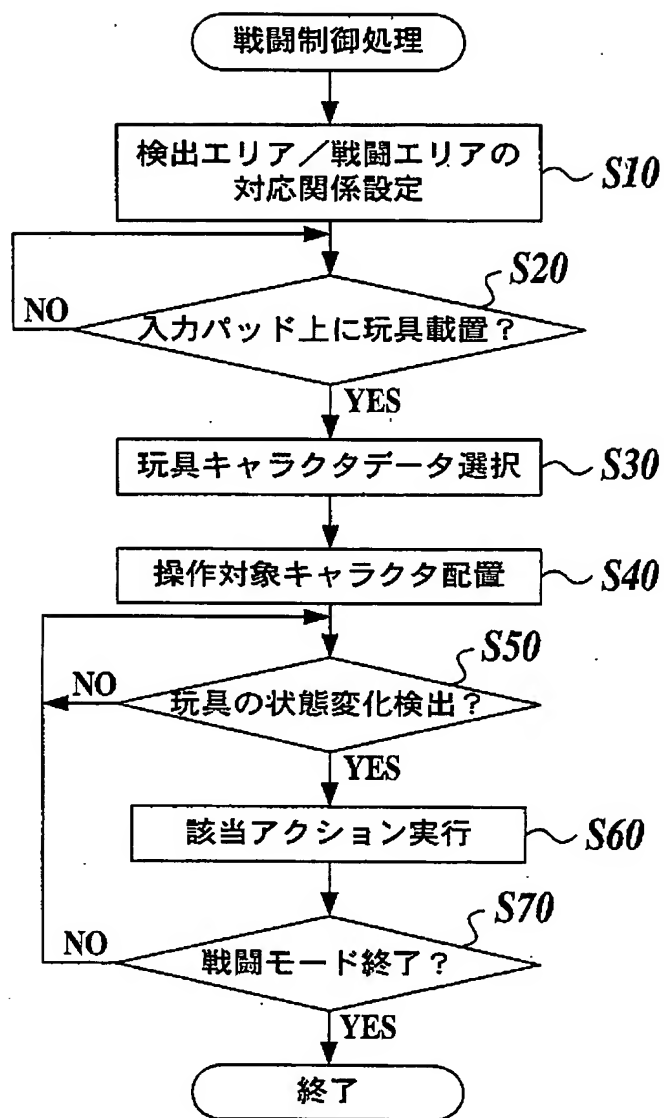 戦闘制御処理
検出エリア／戦闘エリアの
対応関係設定
S10
S20
NO
入力パッド上に玩具載置？
YES
玩具キャラクタデータ選択
S30
操作対象キャラクタ配置
S40
S50
NO
玩具の状態変化検出？
YES
該当アクション実行
S60
S70
NO
戦闘モード終了？
YES
終了